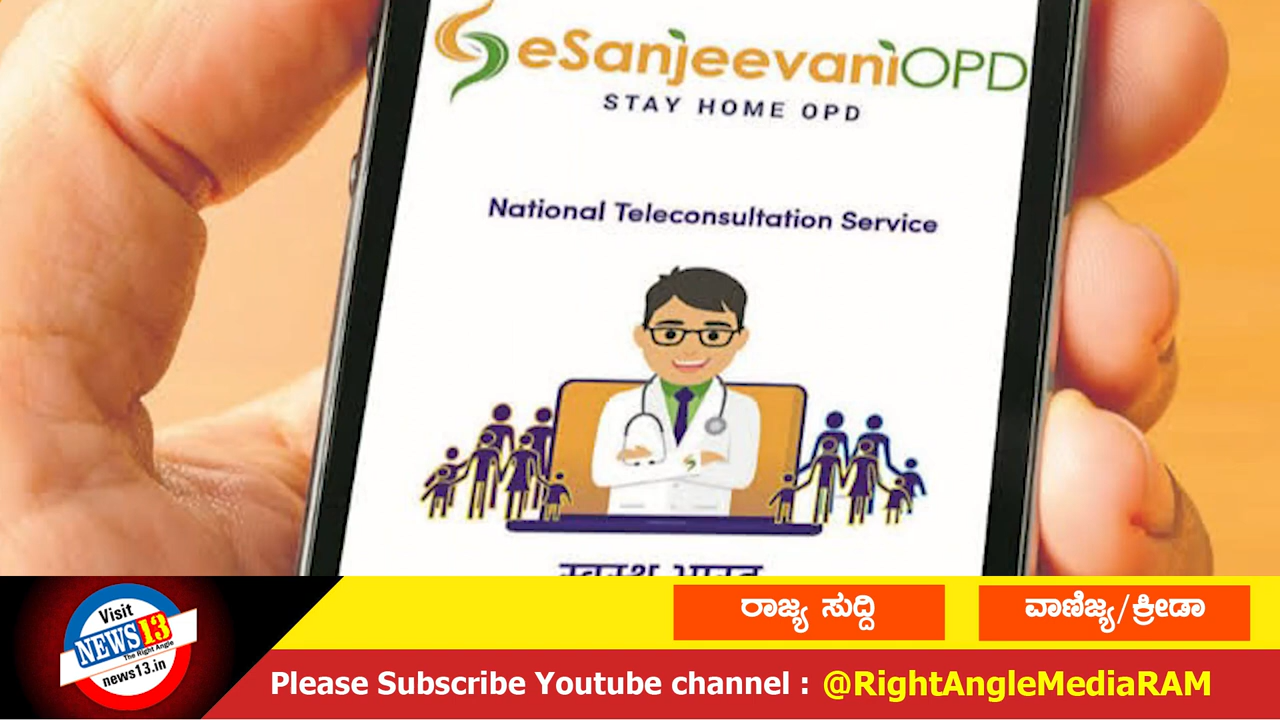 eSanjeevaniOPD
STAY HOME OPD
National Teleconsultation Service
Visit
NEWS13
The Right Angle
news13.in
ರಾಜ್ಯ ಸುದ್ದಿ
ವಾಣಿಜ್ಯ/ಕ್ರೀಡಾ
Please Subscribe Youtube channel : @RightAngleMediaRAM